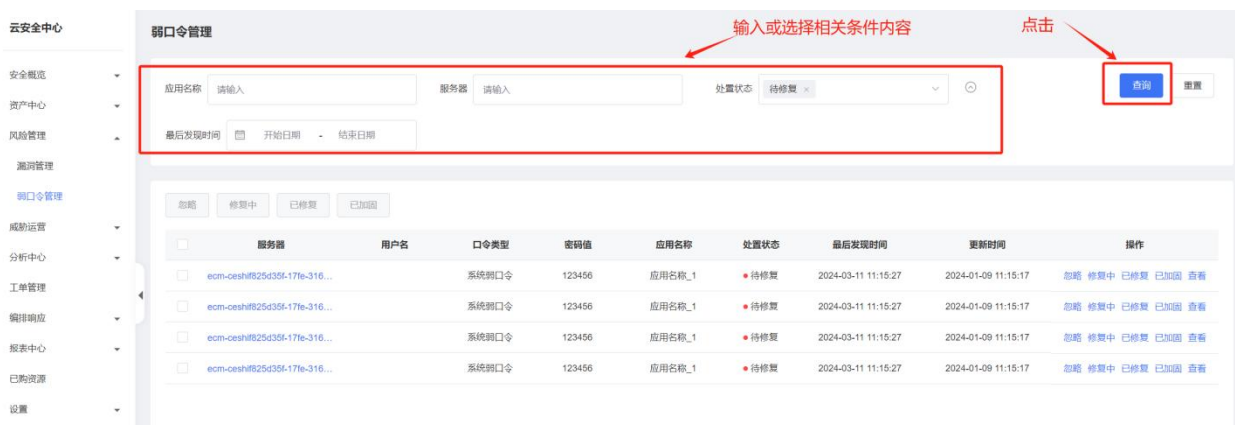 云安全中心
弱口令管理
输入或选择相关条件内容
点击
安全概览
资产中心
风险管理
漏洞管理
弱口令管理
威胁运营
分析中心
工单管理
编排响应
报表中心
已购资源
设置
应用名称 请输入 服务器 请输入 处置状态 待修复 × 查询 重置
最后发现时间 开始日期 - 结束日期
忽略 修复中 已修复 已加固
服务器 用户名 口令类型 密码值 应用名称 处置状态 最后发现时间 更新时间 操作
ecm-ceshif825d35f-17fe-316... 系统弱口令 123456 应用名称_1 待修复 2024-03-11 11:15:27 2024-01-09 11:15:17 忽略 修复中 已修复 已加固 查看
ecm-ceshif825d35f-17fe-316... 系统弱口令 123456 应用名称_1 待修复 2024-03-11 11:15:27 2024-01-09 11:15:17 忽略 修复中 已修复 已加固 查看
ecm-ceshif825d35f-17fe-316... 系统弱口令 123456 应用名称_1 待修复 2024-03-11 11:15:27 2024-01-09 11:15:17 忽略 修复中 已修复 已加固 查看
ecm-ceshif825d35f-17fe-316... 系统弱口令 123456 应用名称_1 待修复 2024-03-11 11:15:27 2024-01-09 11:15:17 忽略 修复中 已修复 已加固 查看